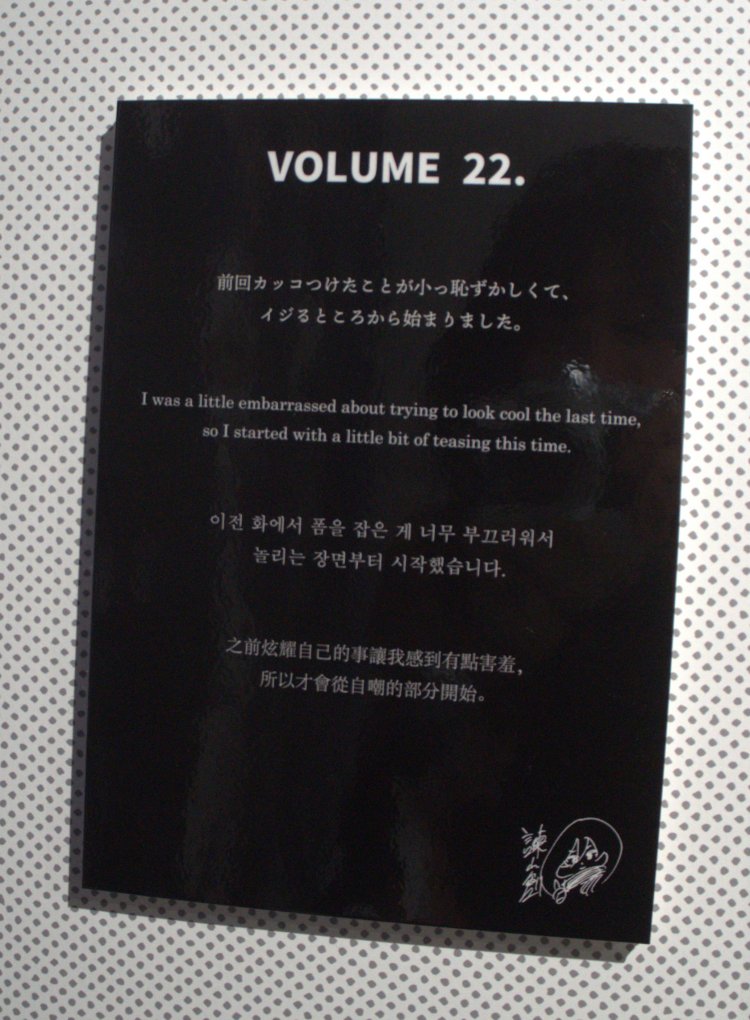 VOLUME 22.
前回カッコつけたことが小っ恥ずかしくて、
イジるところから始まりました。
I was a little embarrassed about trying to look cool the last time,
so I started with a little bit of teasing this time.
이전 화에서 폼을 잡은 게 너무 부끄러워서
놀리는 장면부터 시작했습니다.
之前炫耀自己的事讓我感到有點害羞，
所以才會從自嘲的部分開始。
諫山創